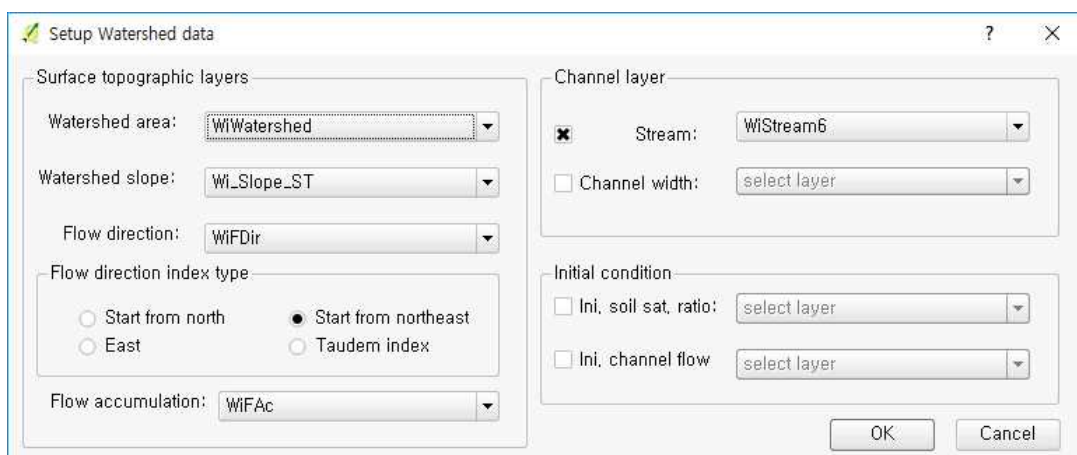 Setup Watershed data
?
Surface topographic layers
Watershed area: WiWatershed
Watershed slope: Wi_Slope_ST
Flow direction: WiFDir
Flow direction index type
Start from north Start from northeast
East Taudem index
Flow accumulation: WiFAc
Channel layer
Stream: WiStream6
Channel width: select layer
Initial condition
Ini, soil sat, ratio: select layer
Ini, channel flow select layer
OK Cancel